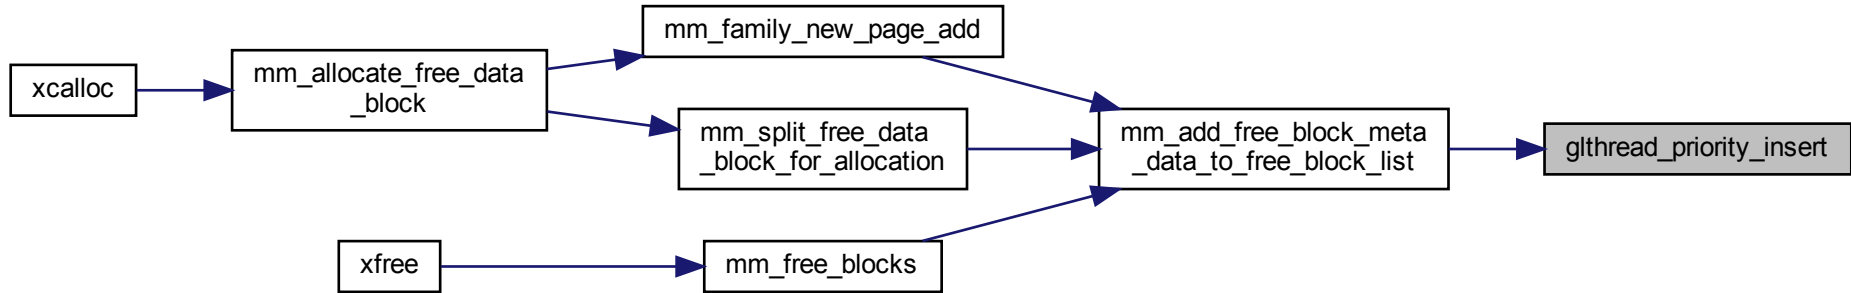 mm_family_new_page_add
xcalloc
mm_allocate_free_data
_block
mm_split_free_data
_block_for_allocation
mm_add_free_block_meta
_data_to_free_block_list
glthread_priority_insert
xfree
mm_free_blocks